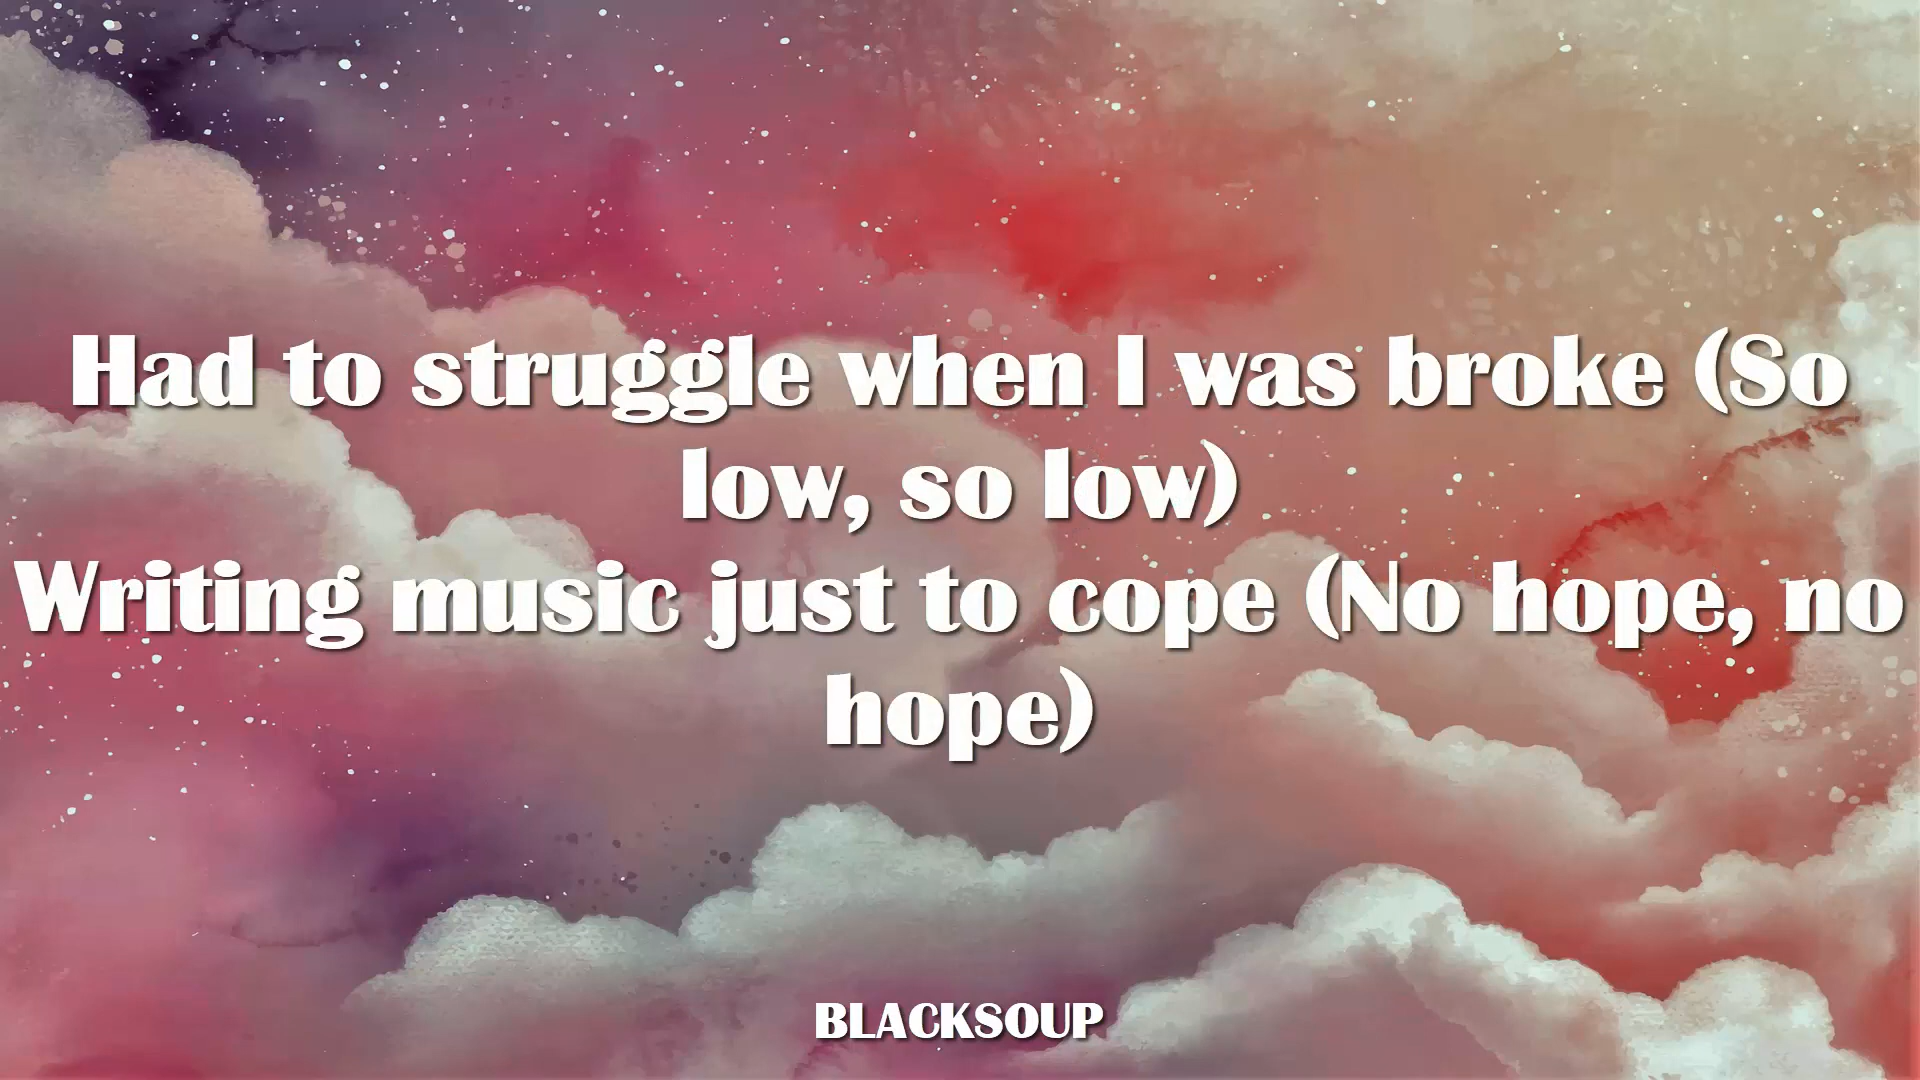 Had to struggle when I was broke (So
low, so low)
Writing music just to cope (No hope, no
hope)
BLACKSOUP